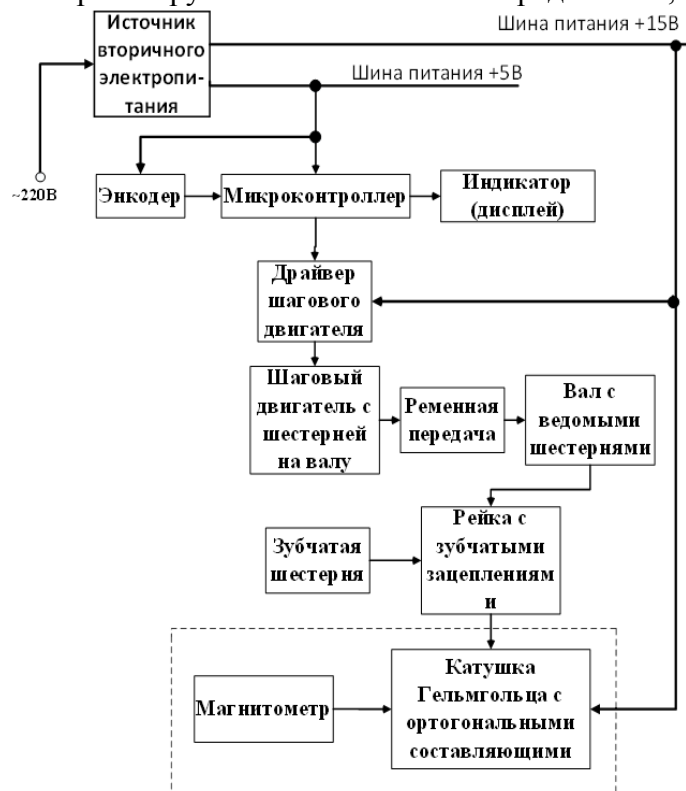 Источник
вторичного
электропи-
тания
Шина питания +15В
Шина питания +5В
~220В
Энкодер
Микроконтроллер
Индикатор
(дисплей)
Драйвер
шагового
двигателя
Шаговый
двигатель с
шестерней
на валу
Ременная
передача
Вал с
ведомыми
шестернями
Зубчатая
шестерня
Рейка с
зубчатыми
зацеплениям
и
Магнитометр
Катушка
Гельмгольца с
ортогональными
составляющими